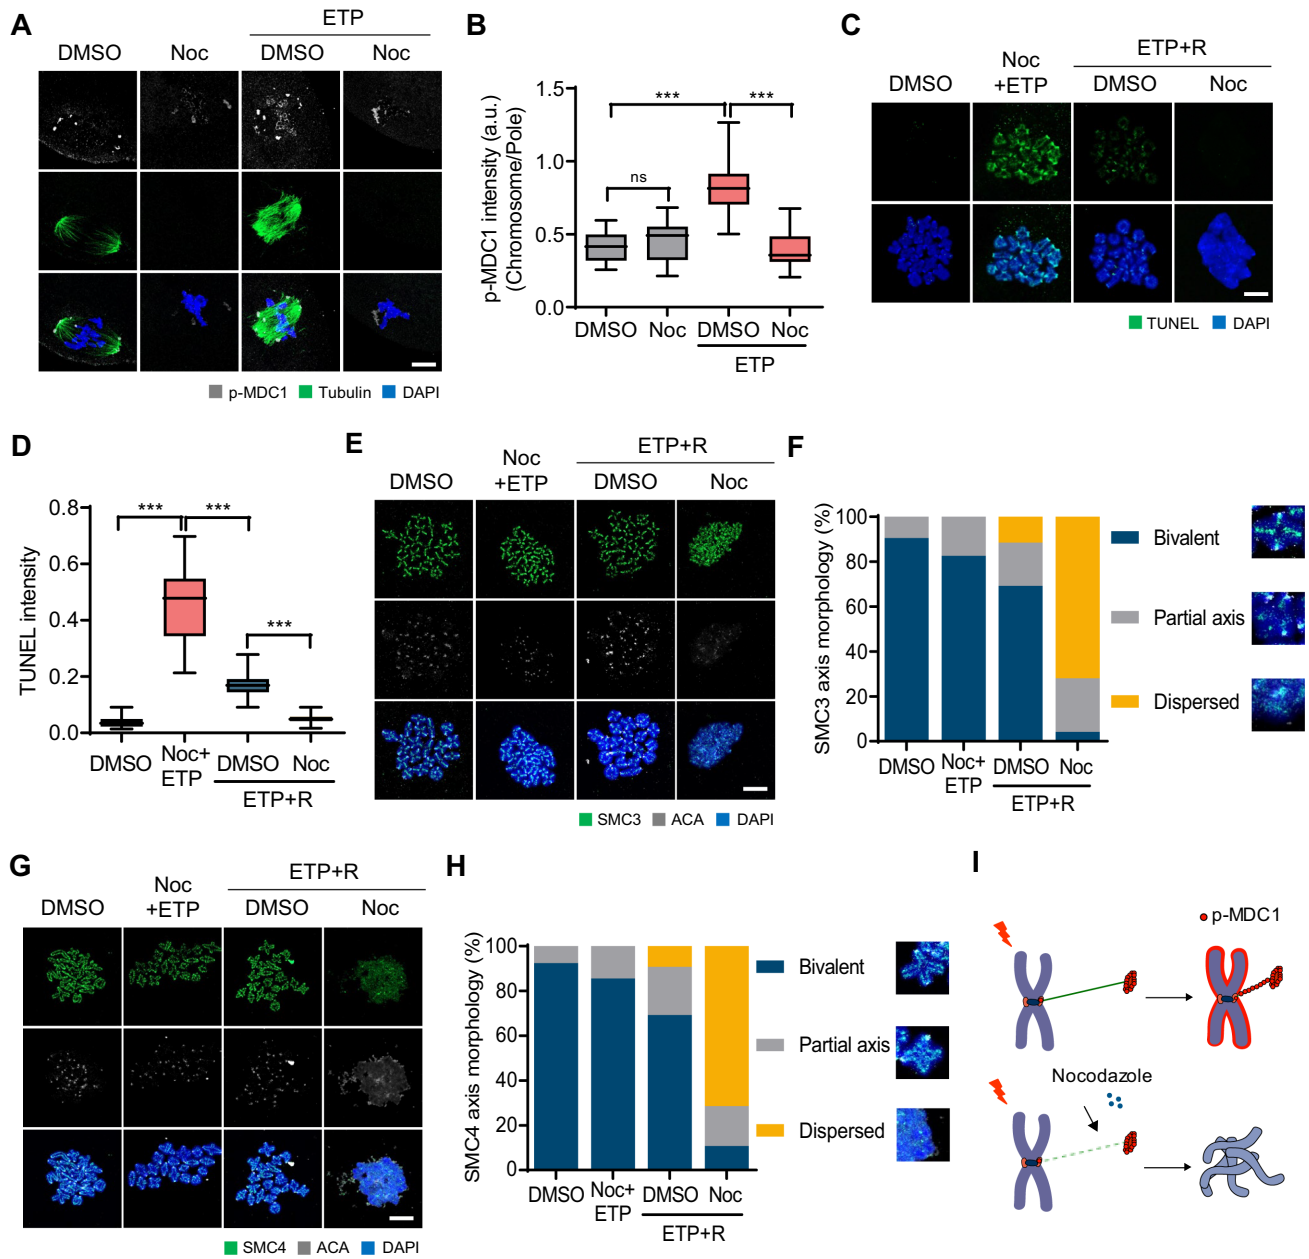 A
ETP
DMSO
Noc
DMSO
Noc
p-MDC1
Tubulin
DAPI
B
p-MDC1 intensity (a.u.)
(Chromosome/Pole)
1.5
1.0
0.5
0.0
***
***
ns
DMSO
Noc
DMSO
Noc
ETP
C
DMSO
Noc
+ETP
ETP+R
DMSO
Noc
TUNEL
DAPI
D
TUNEL intensity
0.8
0.6
0.4
0.2
0.0
***
***
***
DMSO
Noc+
ETP
DMSO
Noc
ETP+R
E
DMSO
Noc
+ETP
ETP+R
DMSO
Noc
SMC3
ACA
DAPI
F
SMC3 axis morphology (%)
100
80
60
40
20
0
DMSO
Noc+
ETP
DMSO
Noc
ETP+R
Bivalent
Partial axis
Dispersed
G
DMSO
Noc
+ETP
ETP+R
DMSO
Noc
SMC4
ACA
DAPI
H
SMC4 axis morphology (%)
100
80
60
40
20
0
DMSO
Noc+
ETP
DMSO
Noc
ETP+R
Bivalent
Partial axis
Dispersed
I
p-MDC1
Nocodazole